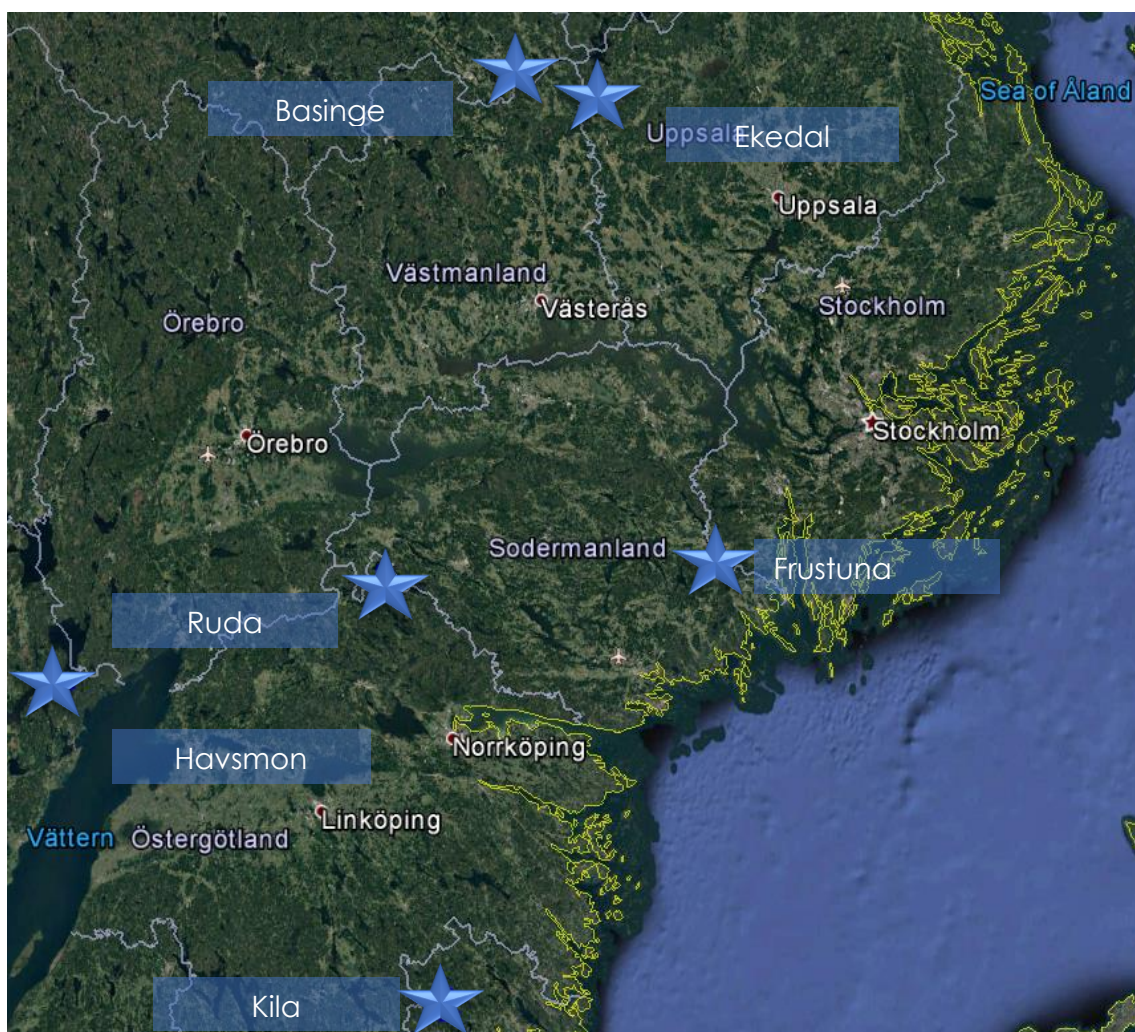 Sea of Åland
Basinge
Uppsala
Ekedal
Uppsala
Västmanland
Västerås
Stockholm
Örebro
Örebro
Stockholm
Sodermanland
Frustuna
Ruda
Norrköping
Havsmon
Linköping
Vättern
Östergötland
Kila